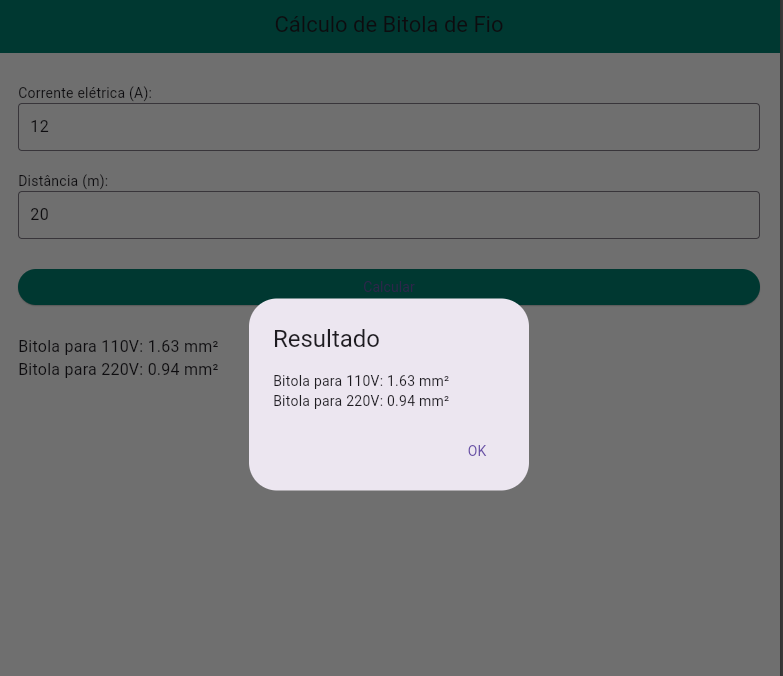 Cálculo de Bitola de Fio
Corrente elétrica (A):
12
Distância (m):
20
Calcular
Bitola para 110V: 1.63 mm²
Bitola para 220V: 0.94 mm²
Resultado
Bitola para 110V: 1.63 mm²
Bitola para 220V: 0.94 mm²
OK